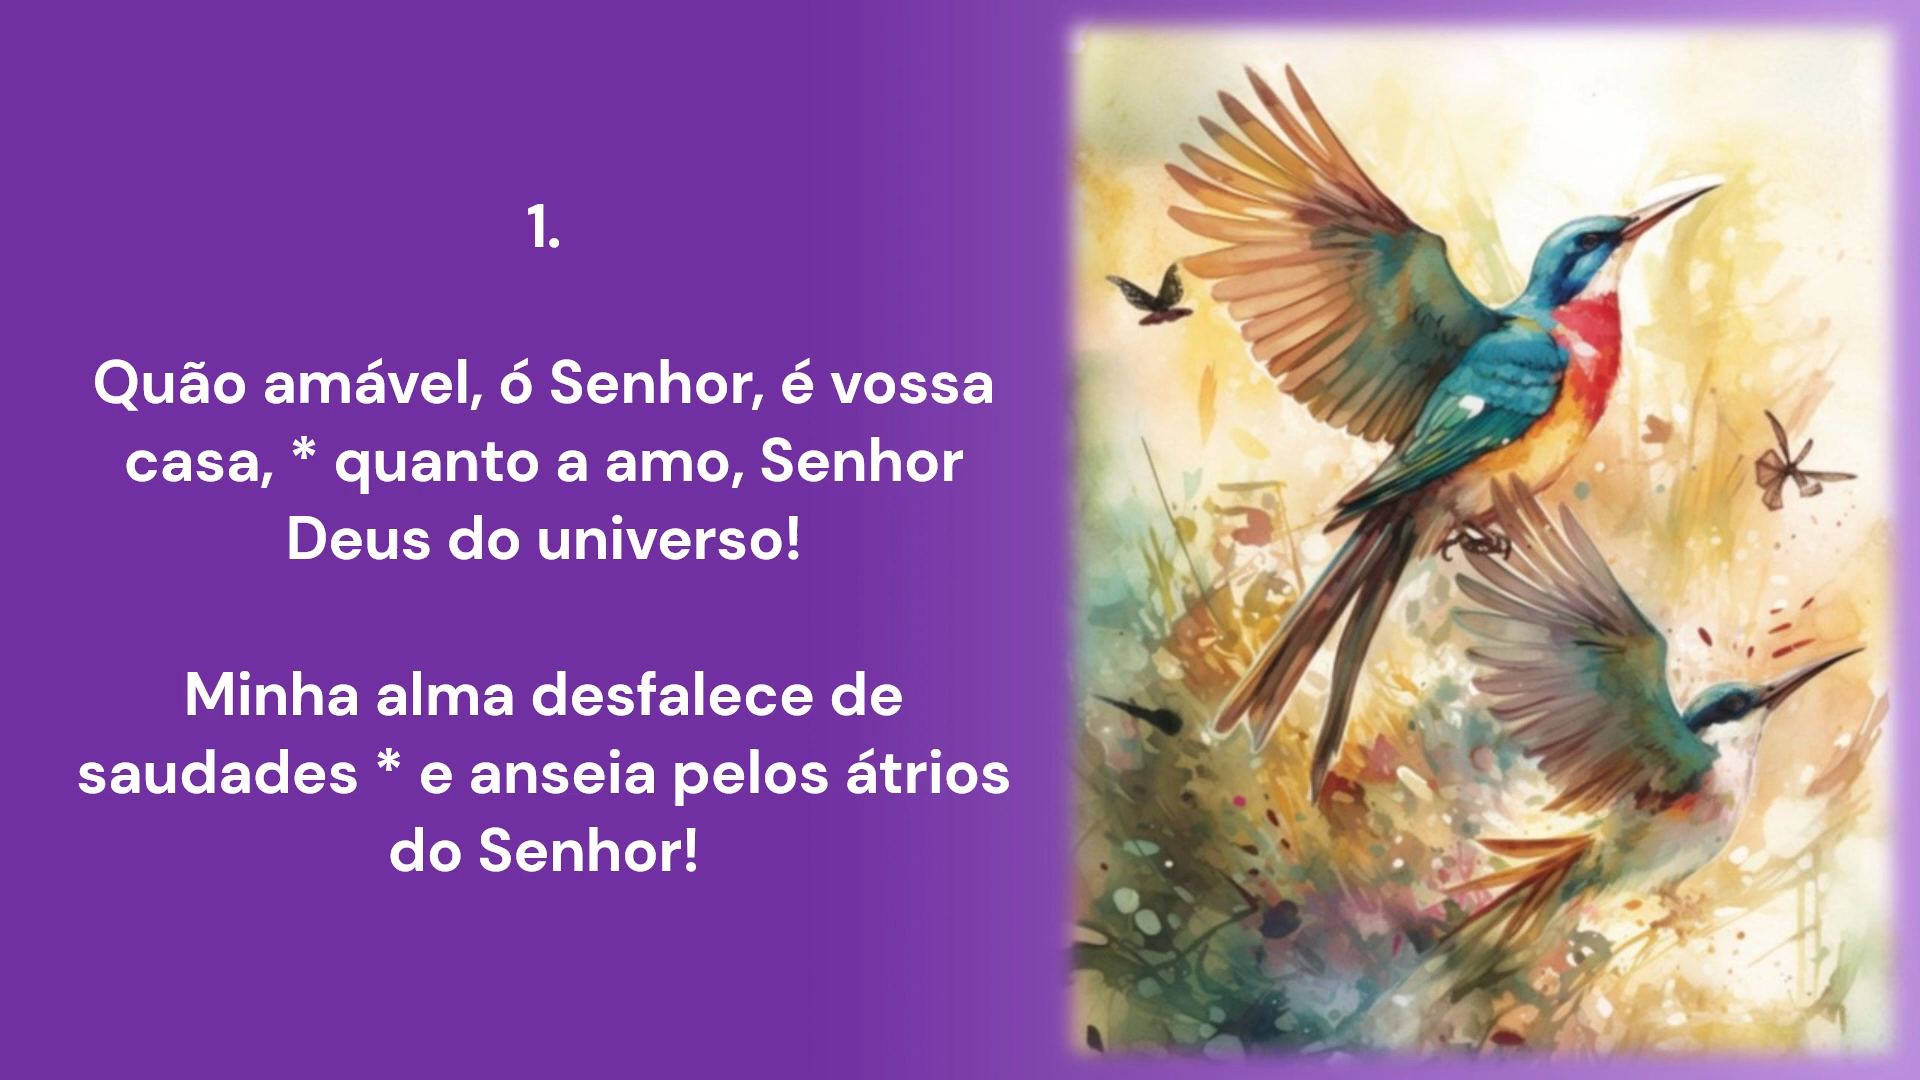 1.
Quão amável, ó Senhor, é vossa
casa, * quanto a amo, Senhor
Deus do universo!
Minha alma desfalece de
saudades * e anseia pelos átrios
do Senhor!